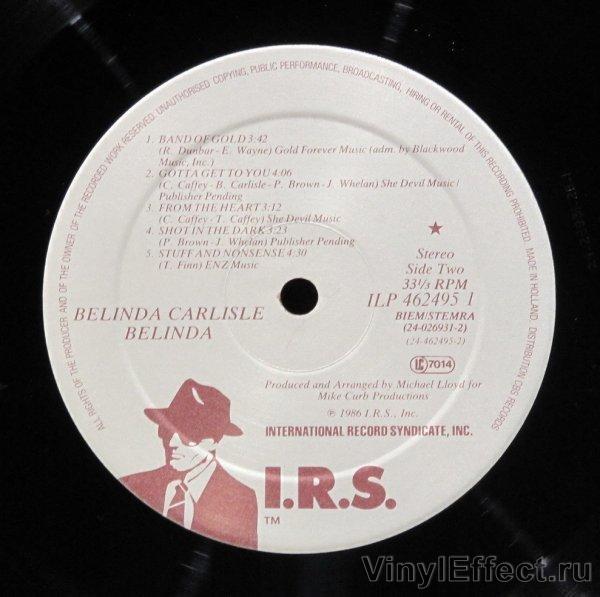 ALL RIGHTS OF THE PRODUCER AND OF THE OWNER OF THE RECORDED WORK RESERVED. UNAUTHORISED COPYING, PUBLIC PERFORMANCE, BROADCASTING, HIRING OR RENTAL OF THIS RECORDING PROHIBITED. MADE IN HOLLAND. DISTRIBUTION CBS RECORDS
1. BAND OF GOLD 3:42
(R. Dunbar - E. Wayne) Gold Forever Music (adm. by Blackwood
Music, Inc.)
2. GOTTA GET TO YOU 4:06
(C. Caffey - B. Carlisle - P. Brown - J. Whelan) She Devil Music /
Publisher Pending
3. FROM THE HEART 3:12
(C. Caffey - T. Caffey) She Devil Music
4. SHOT IN THE DARK 3:23
(P. Brown - J. Whelan) Publisher Pending
5. STUFF AND NONSENSE 4:30
(T. Finn) ENZ Music
Stereo
Side Two
33 1/3 RPM
ILP 462495 1
BIEM/STEMRA
(24-026931-2)
(24-462495-2)
BELINDA CARLISLE
BELINDA
LC 7014
Produced and Arranged by Michael Lloyd for
Mike Curb Productions
℗ 1986 I.R.S., Inc.
INTERNATIONAL RECORD SYNDICATE, INC.
I.R.S.
TM
VinylEffect.ru